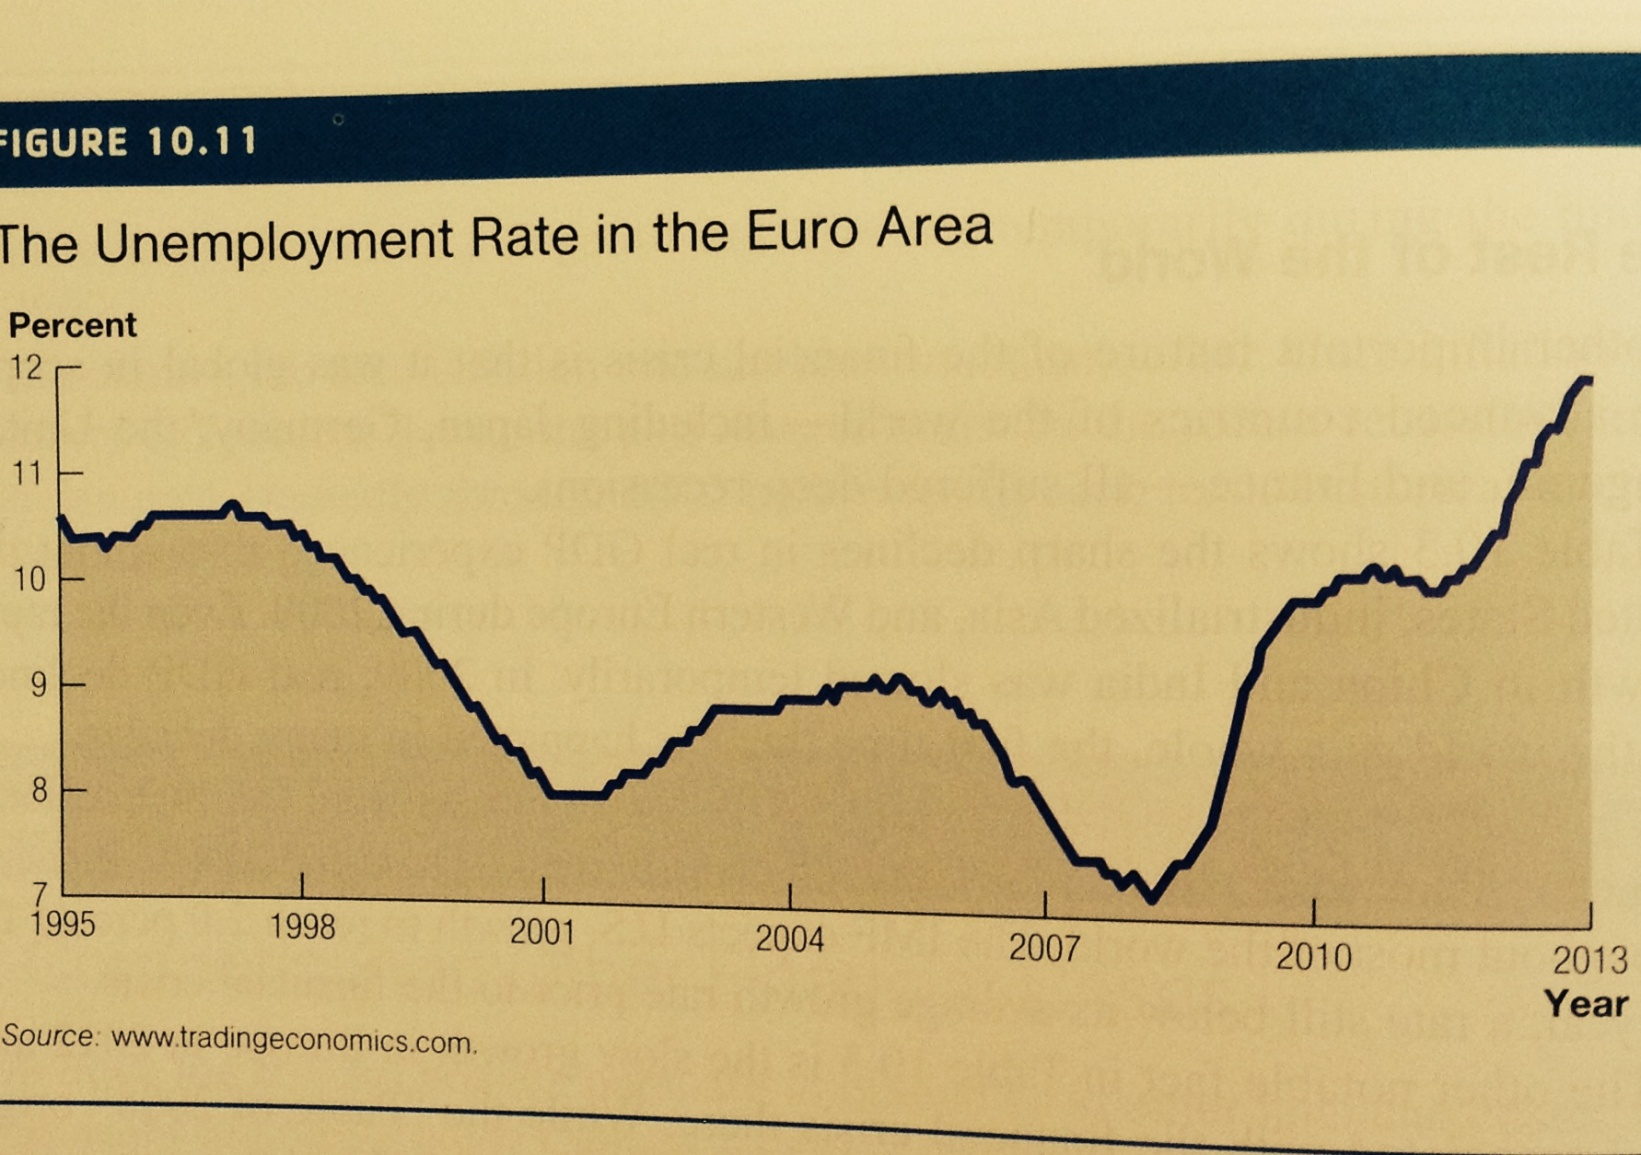 FIGURE 10.11
The Unemployment Rate in the Euro Area
Percent
12
11
10
9
8
7
1995 1998 2001 2004 2007 2010 2013
Year
Source: www.tradingeconomics.com.